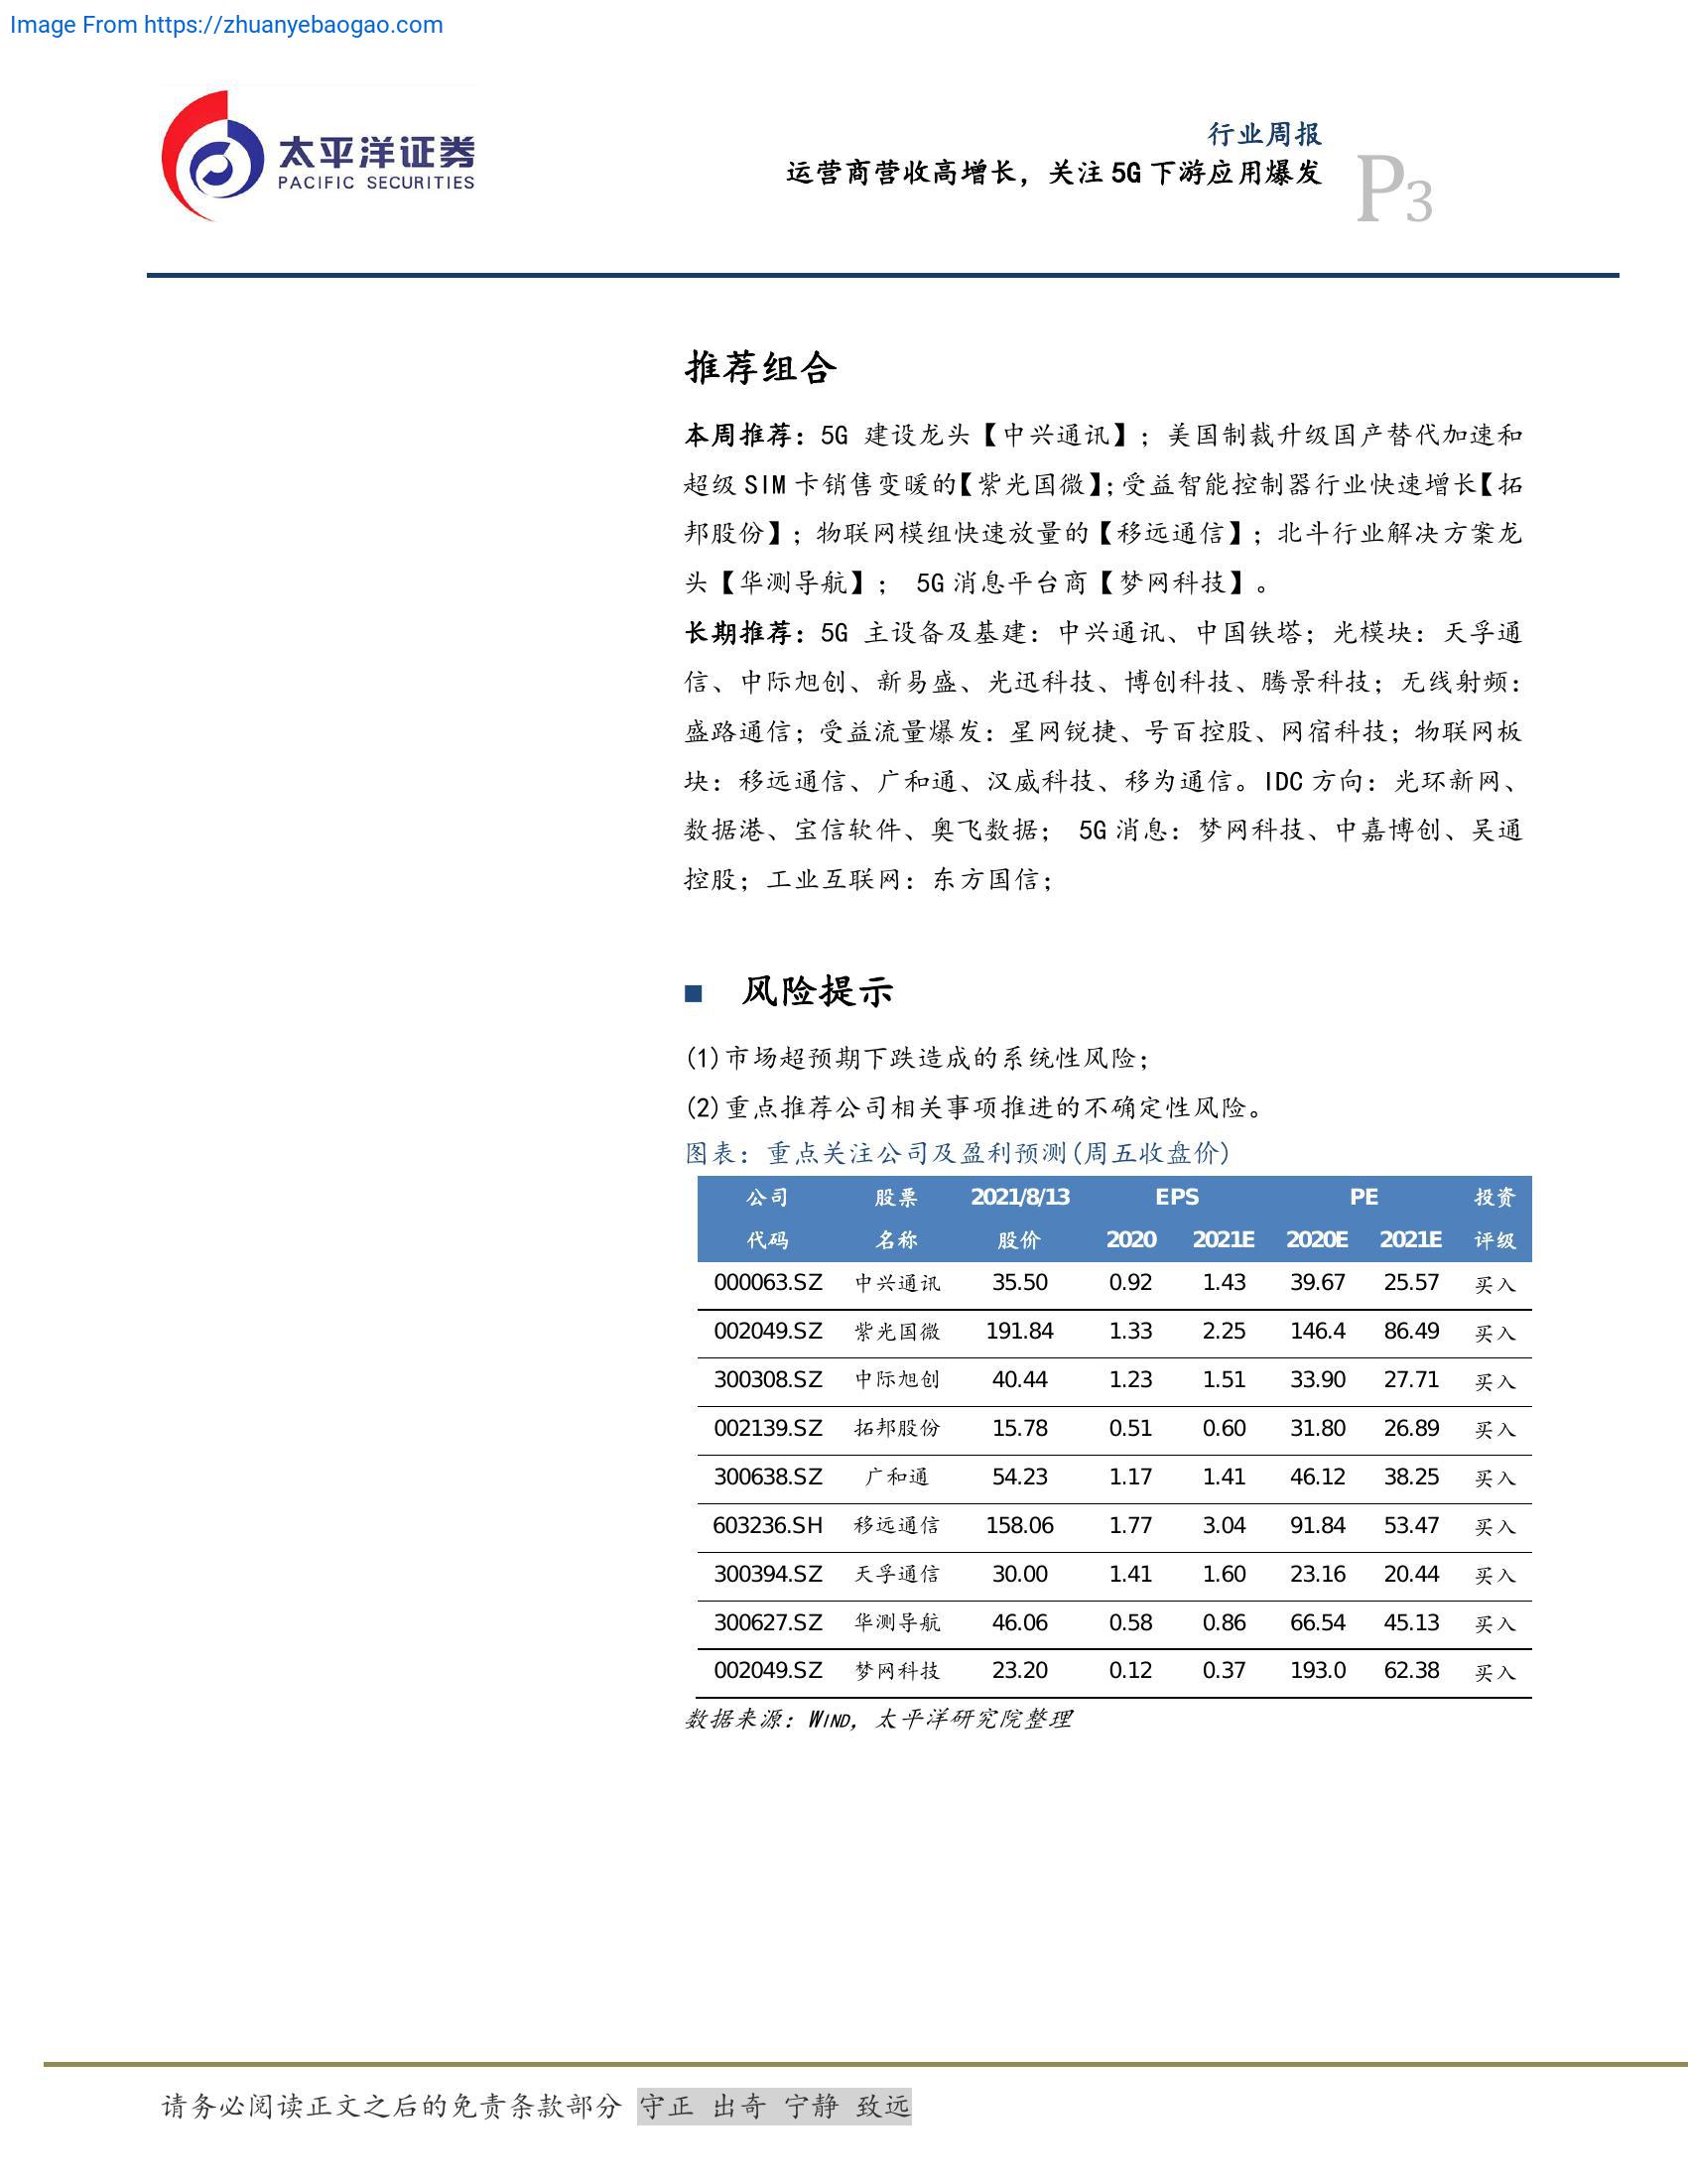 Image From https://zhuanyebaogao.com
太平洋证券
PACIFIC SECURITIES
行业周报
运营商营收高增长，关注 5G 下游应用爆发
P3
推荐组合
本周推荐：5G 建设龙头【中兴通讯】；美国制裁升级国产替代加速和
超级 SIM 卡销售变暖的【紫光国微】；受益智能控制器行业快速增长【拓
邦股份】；物联网模组快速放量的【移远通信】；北斗行业解决方案龙
头【华测导航】； 5G 消息平台商【梦网科技】。
长期推荐：5G 主设备及基建：中兴通讯、中国铁塔；光模块：天孚通
信、中际旭创、新易盛、光迅科技、博创科技、腾景科技；无线射频：
盛路通信；受益流量爆发：星网锐捷、号百控股、网宿科技；物联网板
块：移远通信、广和通、汉威科技、移为通信。IDC 方向：光环新网、
数据港、宝信软件、奥飞数据； 5G 消息：梦网科技、中嘉博创、吴通
控股；工业互联网：东方国信；
■ 风险提示
(1)市场超预期下跌造成的系统性风险；
(2)重点推荐公司相关事项推进的不确定性风险。
图表：重点关注公司及盈利预测(周五收盘价)
公司 股票 2021/8/13 EPS PE 投资
代码 名称 股价 2020 2021E 2020E 2021E 评级
000063.SZ 中兴通讯 35.50 0.92 1.43 39.67 25.57 买入
002049.SZ 紫光国微 191.84 1.33 2.25 146.4 86.49 买入
300308.SZ 中际旭创 40.44 1.23 1.51 33.90 27.71 买入
002139.SZ 拓邦股份 15.78 0.51 0.60 31.80 26.89 买入
300638.SZ 广和通 54.23 1.17 1.41 46.12 38.25 买入
603236.SH 移远通信 158.06 1.77 3.04 91.84 53.47 买入
300394.SZ 天孚通信 30.00 1.41 1.60 23.16 20.44 买入
300627.SZ 华测导航 46.06 0.58 0.86 66.54 45.13 买入
002049.SZ 梦网科技 23.20 0.12 0.37 193.0 62.38 买入
数据来源：WIND，太平洋研究院整理
请务必阅读正文之后的免责条款部分 守正 出奇 宁静 致远